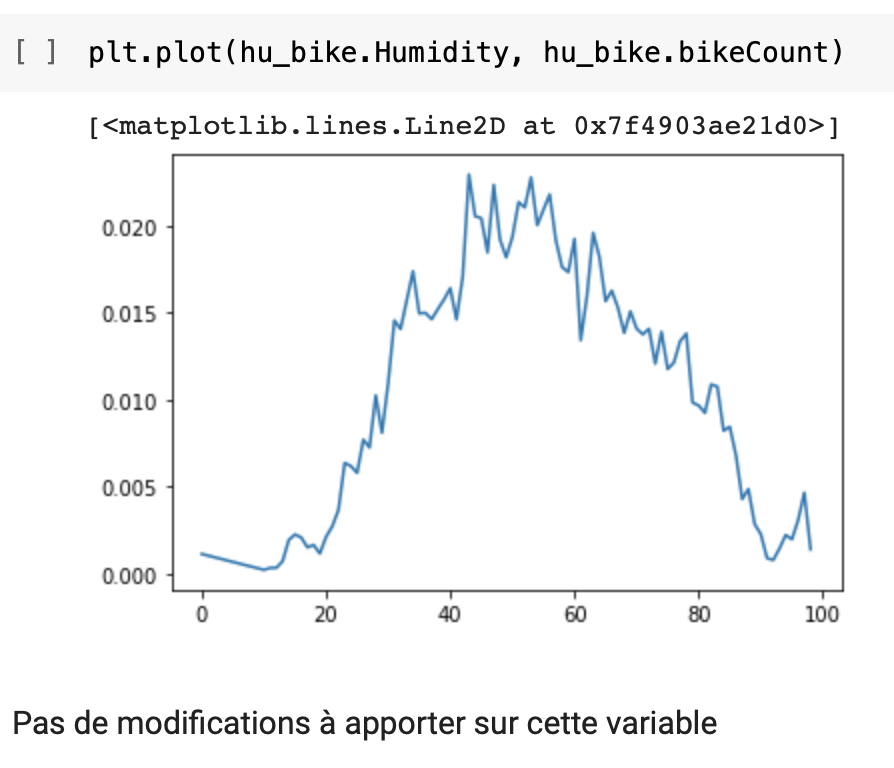 [ ] plt.plot(hu_bike.Humidity, hu_bike.bikeCount)
[<matplotlib.lines.Line2D at 0x7f4903ae21d0>]
0.020
0.015
0.010
0.005
0.000
0 20 40 60 80 100
Pas de modifications à apporter sur cette variable